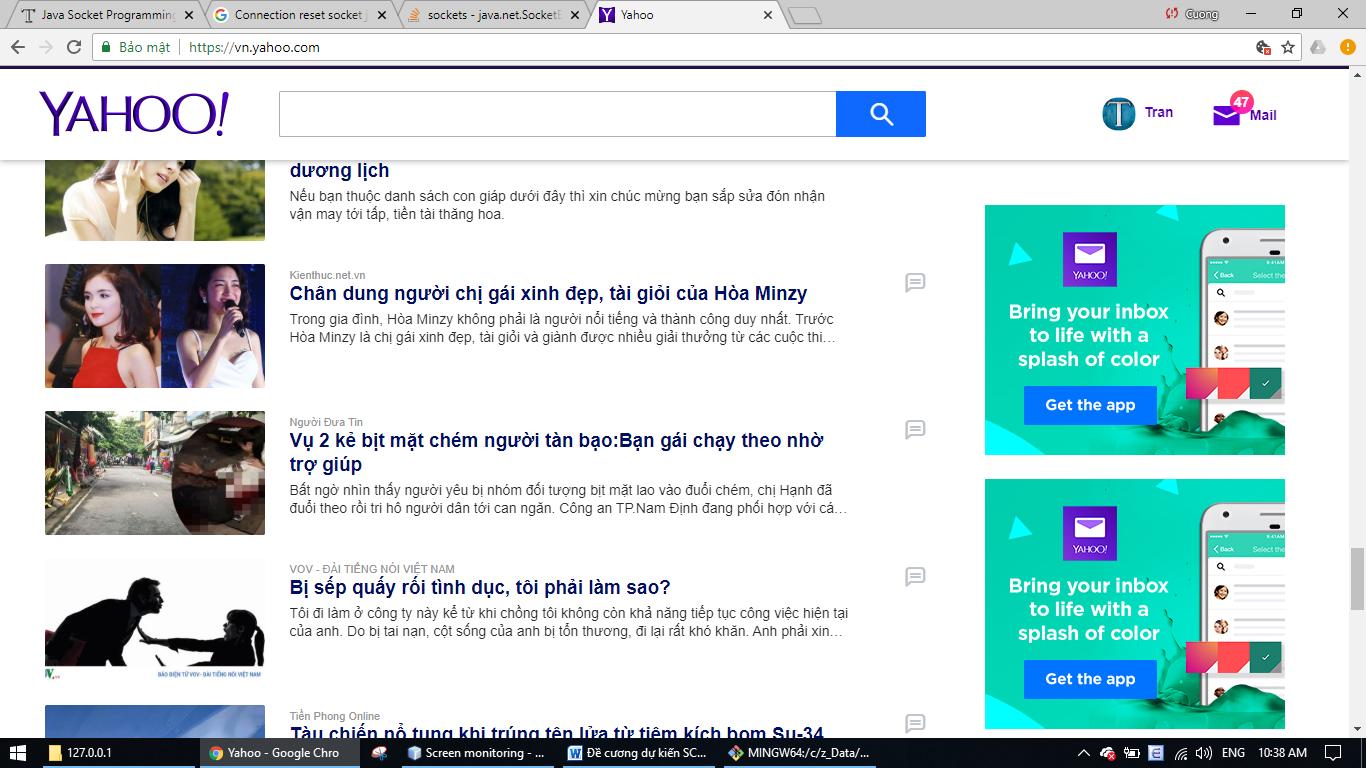 Java Socket Programming
Connection reset socket j
sockets - java.net.SocketE
Yahoo
Cuong
Bảo mật
https://vn.yahoo.com
YAHOO!
Tran
47
Mail
dương lịch
Nếu bạn thuộc danh sách con giáp dưới đây thì xin chúc mừng bạn sắp sửa đón nhận
vận may tới tấp, tiền tài thăng hoa.
Kienthuc.net.vn
Chân dung người chị gái xinh đẹp, tài giỏi của Hòa Minzy
Trong gia đình, Hòa Minzy không phải là người nổi tiếng và thành công duy nhất. Trước
Hòa Minzy là chị gái xinh đẹp, tài giỏi và giành được nhiều giải thưởng từ các cuộc thi…
Người Đưa Tin
Vụ 2 kẻ bịt mặt chém người tàn bạo:Bạn gái chạy theo nhờ
trợ giúp
Bất ngờ nhìn thấy người yêu bị nhóm đối tượng bịt mặt lao vào đuổi chém, chị Hạnh đã
đuổi theo rồi tri hô người dân tới can ngăn. Công an TP.Nam Định đang phối hợp với cá…
VOV - ĐÀI TIẾNG NÓI VIỆT NAM
Bị sếp quấy rối tình dục, tôi phải làm sao?
Tôi đi làm ở công ty này kể từ khi chồng tôi không còn khả năng tiếp tục công việc hiện tại
của anh. Do bị tai nạn, cột sống của anh bị tổn thương, đi lại rất khó khăn. Anh phải xin…
BÁO ĐIỆN TỬ VOV- ĐÀI TIẾNG NÓI VIỆT NAM
Tiền Phong Online
Tàu chiến nổ tung khi trúng tên lửa từ tiêm kích bom Su-34
YAHOO!
Bring your inbox
to life with a
splash of color
Get the app
9:41AM
Back
Select the
YAHOO!
Bring your inbox
to life with a
splash of color
Get the app
9:41AM
Back
Select the
127.0.0.1
Yahoo - Google Chro
Screen monitoring - ...
Đề cương dự kiến SC...
MINGW64:/c/z_Data/...
ENG
10:38 AM